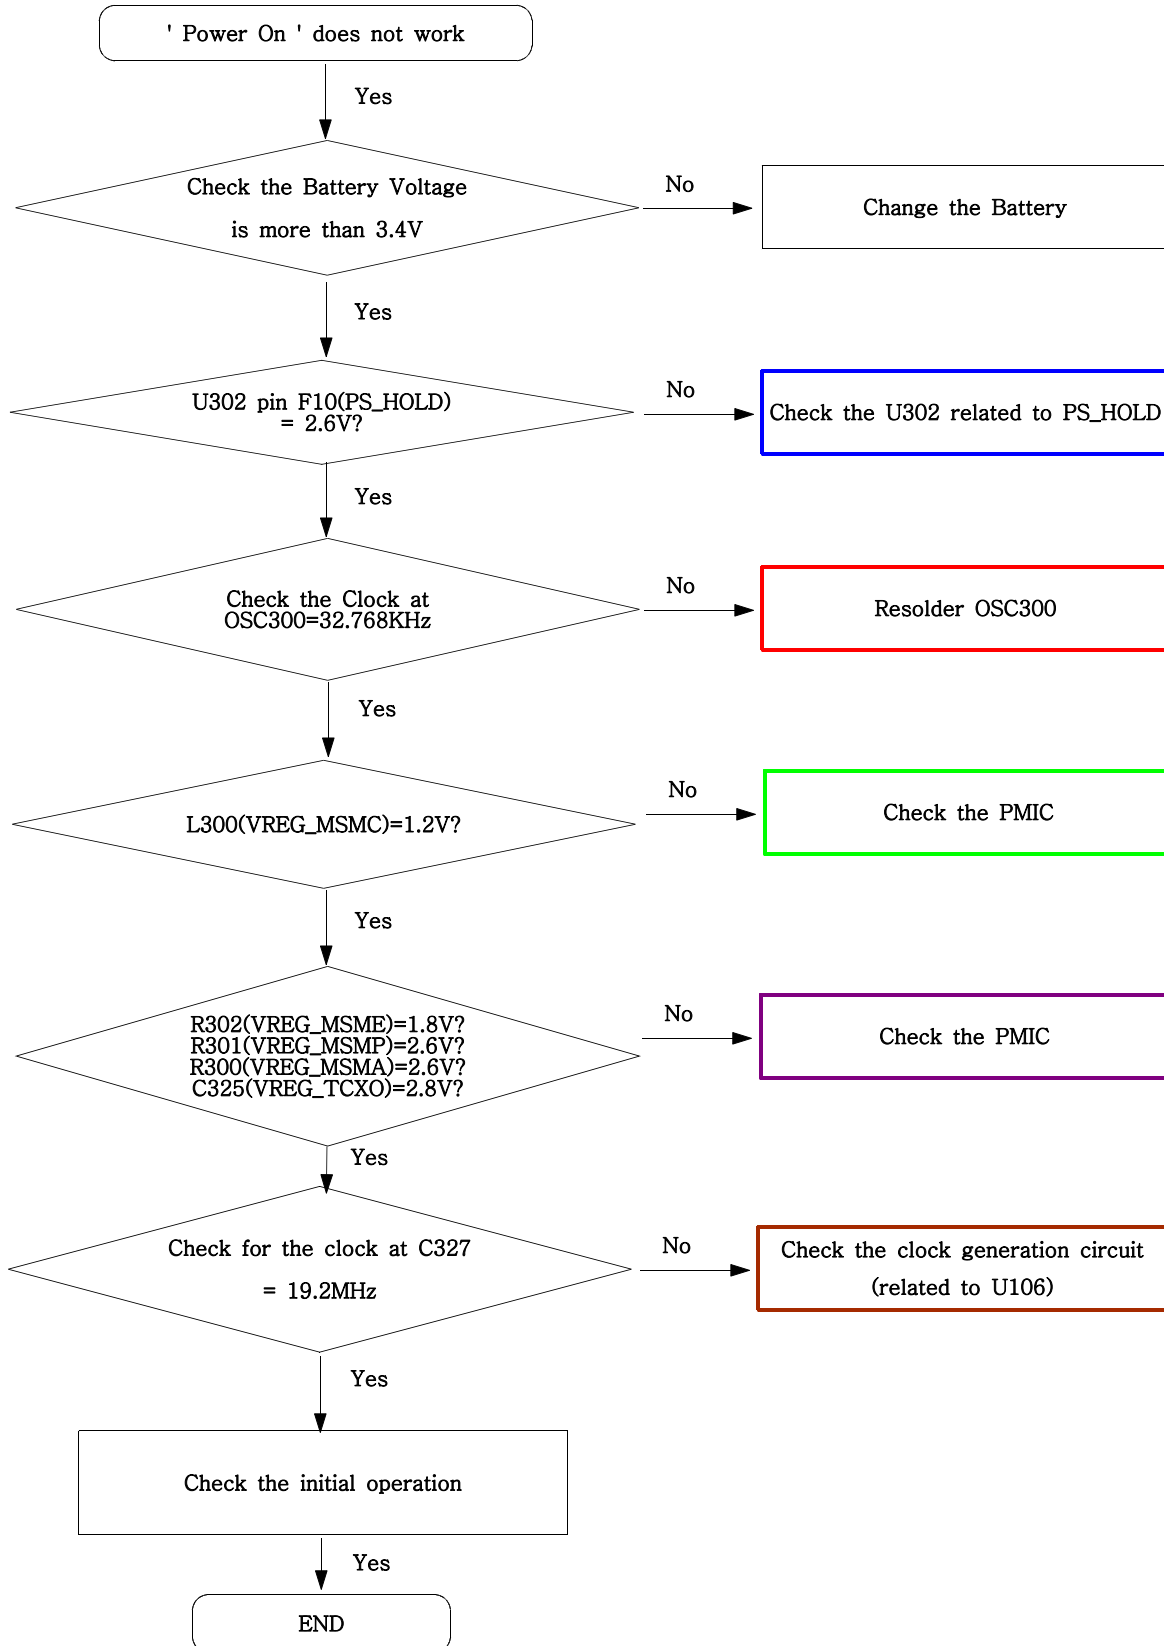 ' Power On ' does not work
Yes
Check the Battery Voltage
is more than 3.4V
No
Change the Battery
Yes
U302 pin F10(PS_HOLD)
= 2.6V?
No
Check the U302 related to PS_HOLD
Yes
Check the Clock at
OSC300=32.768KHz
No
Resolder OSC300
Yes
L300(VREG_MSMC)=1.2V?
No
Check the PMIC
Yes
R302(VREG_MSME)=1.8V?
R301(VREG_MSMP)=2.6V?
R300(VREG_MSMA)=2.6V?
C325(VREG_TCXO)=2.8V?
No
Check the PMIC
Yes
Check for the clock at C327
= 19.2MHz
No
Check the clock generation circuit
(related to U106)
Yes
Check the initial operation
Yes
END